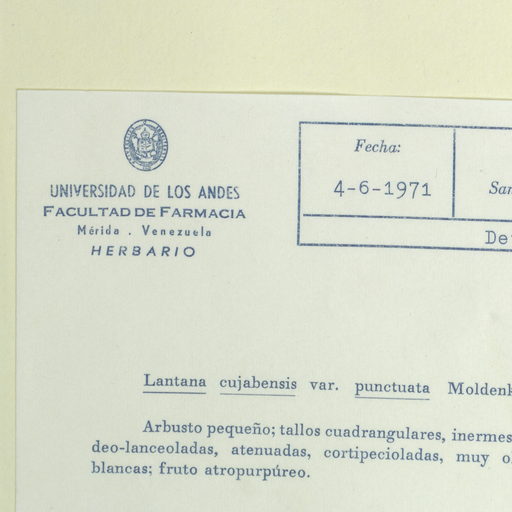 Fecha:
UNIVERSIDAD DE LOS ANDES
4-6-1971
FACULTAD DE FARMACIA
Mérida . Venezuela
HERBARIO
Lantana cujabensis var. punctuata
Arbusto pequeño; tallos cuadrangulares, inermes
deo-lanceoladas, atenuadas, cortipecioladas, muy
blancas; fruto atropurpúreo.